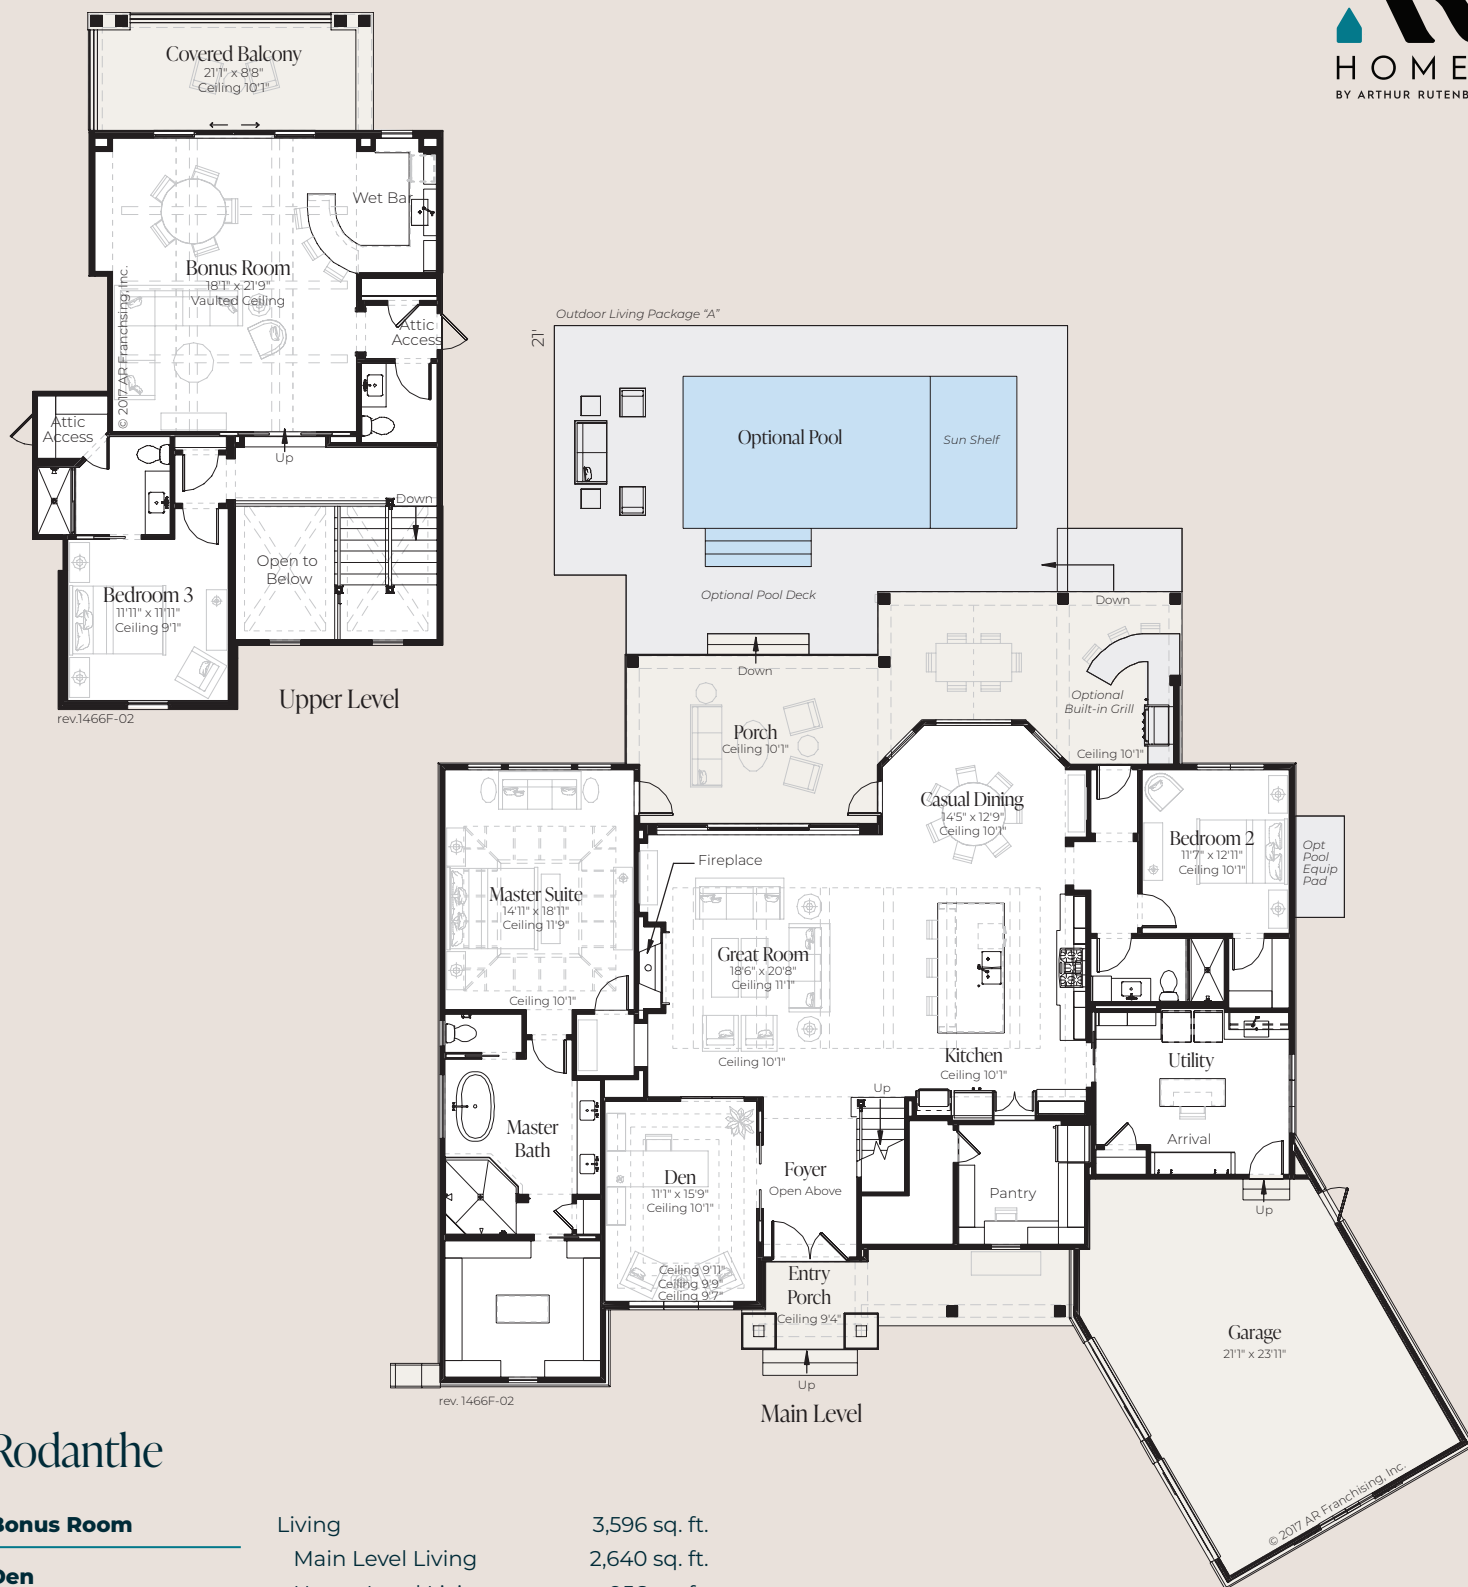 HOME
BY ARTHUR RUTENB
Covered Balcony
21'1" x 8'8"
Ceiling 10'1"
Wet Bar
Bonus Room
18'1" x 21'9"
Vaulted Ceiling
© 2017 AR Franchsing, Inc.
Attic
Access
Attic
Access
Up
Down
Open to
Below
Bedroom 3
11'11" x 11'11"
Ceiling 9'1"
Upper Level
rev.1466F-02
Outdoor Living Package “A”
21'
Optional Pool
Sun Shelf
Optional Pool Deck
Down
Down
Optional
Built-in Grill
Ceiling 10'1"
Porch
Ceiling 10'1"
Casual Dining
14'5" x 12'9"
Ceiling 10'1"
Bedroom 2
11'7" x 12'11"
Ceiling 10'1"
Opt
Pool
Equip
Pad
Fireplace
Master Suite
14'11" x 18'11"
Ceiling 11'9"
Ceiling 10'1"
Great Room
18'6" x 20'8"
Ceiling 11'1"
Ceiling 10'1"
Kitchen
Ceiling 10'1"
Utility
Arrival
Up
Up
Master
Bath
Den
11'1" x 15'9"
Ceiling 10'1"
Ceiling 9'11"
Ceiling 9'9"
Ceiling 9'7"
Foyer
Open Above
Pantry
Entry
Porch
Ceiling 9'4"
Up
Garage
21'1" x 23'11"
© 2017 AR Franchising, Inc.
rev. 1466F-02
Main Level
Rodanthe
Bonus Room
Den
Living 3,596 sq. ft.
Main Level Living 2,640 sq. ft.